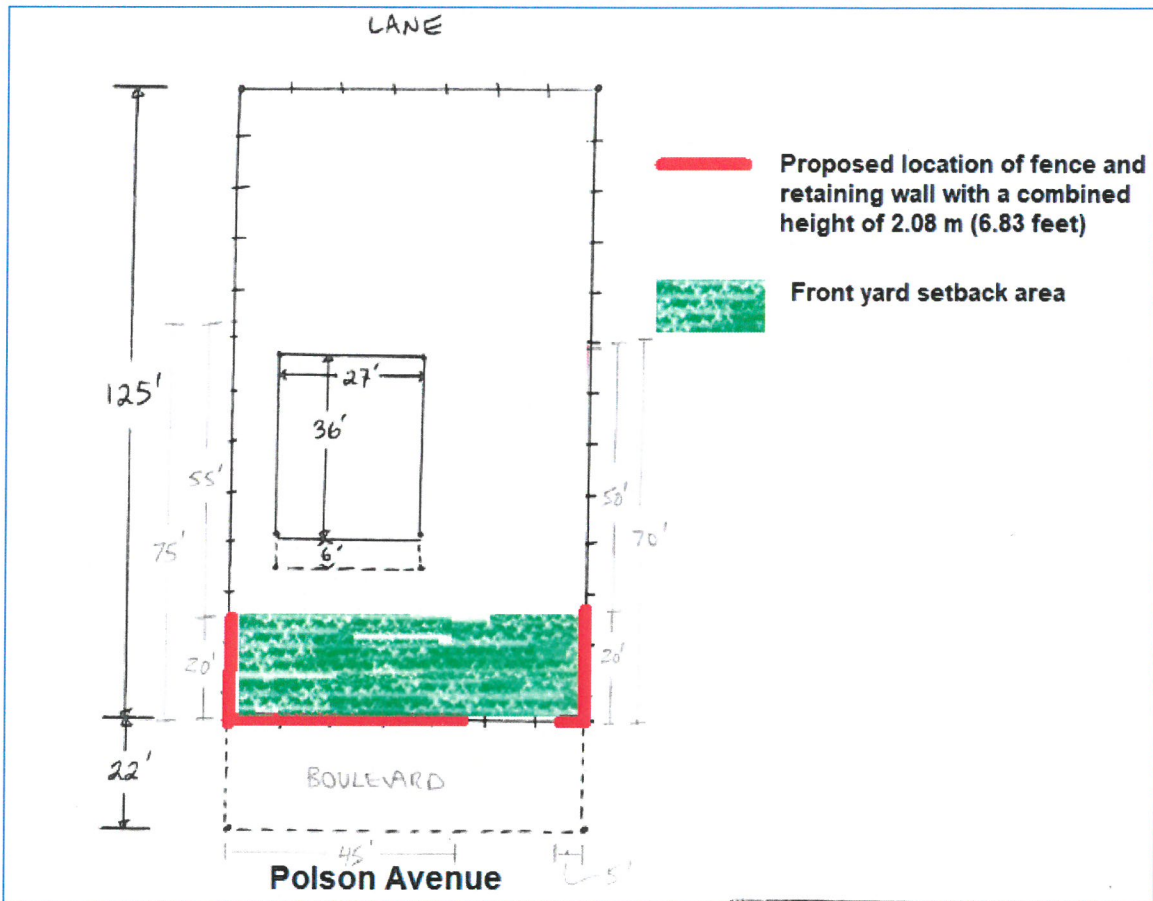 LANE
Proposed location of fence and
retaining wall with a combined
height of 2.08 m (6.83 feet)
Front yard setback area
27'
125'
36'
55'
50'
70'
75'
6'
20'
20'
22'
BOULEVARD
45'
5'
Polson Avenue